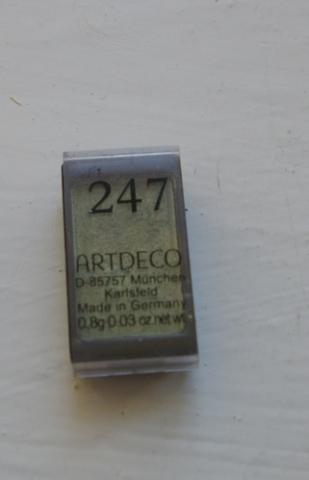 247
ARTDECO
D-85757 München
Karlsfeld
Made in Germany
0,8g 0.03 oz.net wt.